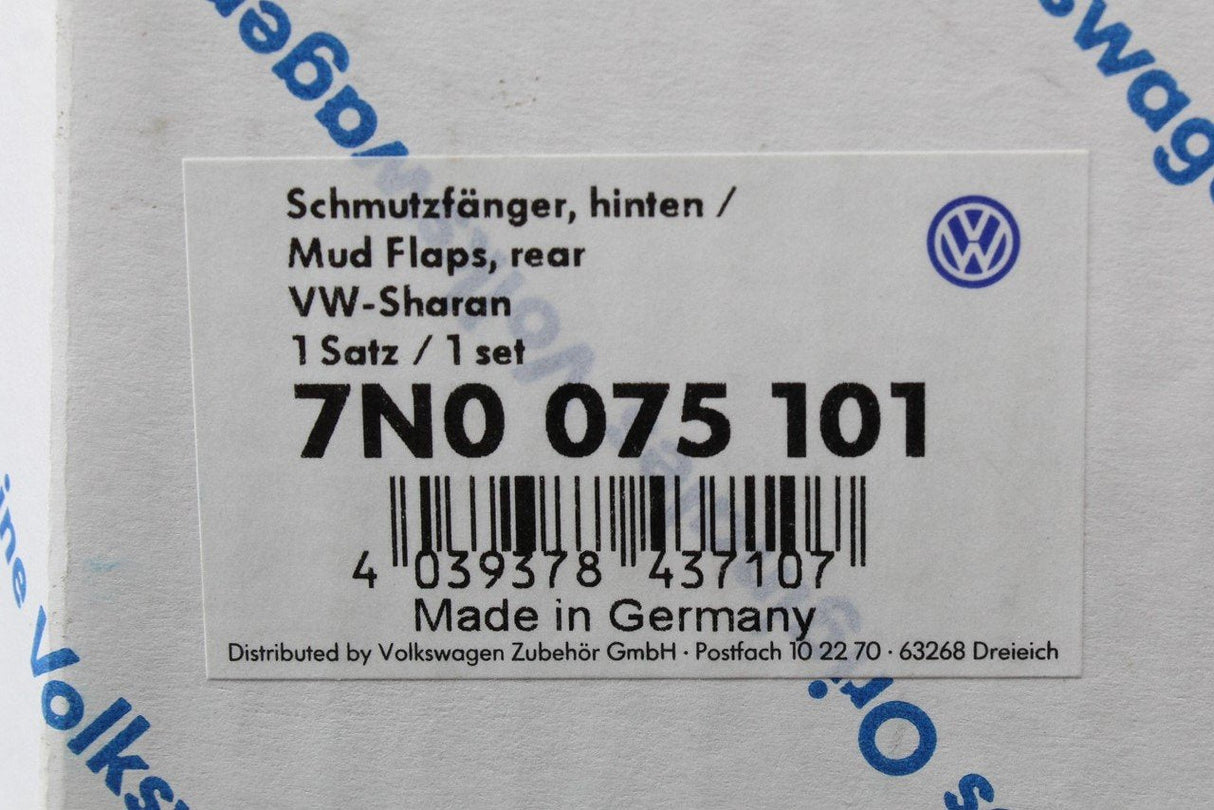 Schmutzfänger, hinten /
Mud Flaps, rear
VW-Sharan
1 Satz / 1 set
7N0 075 101
4 039378 437107
Made in Germany
Distributed by Volkswagen Zubehör GmbH · Postfach 10 22 70 · 63268 Dreieich